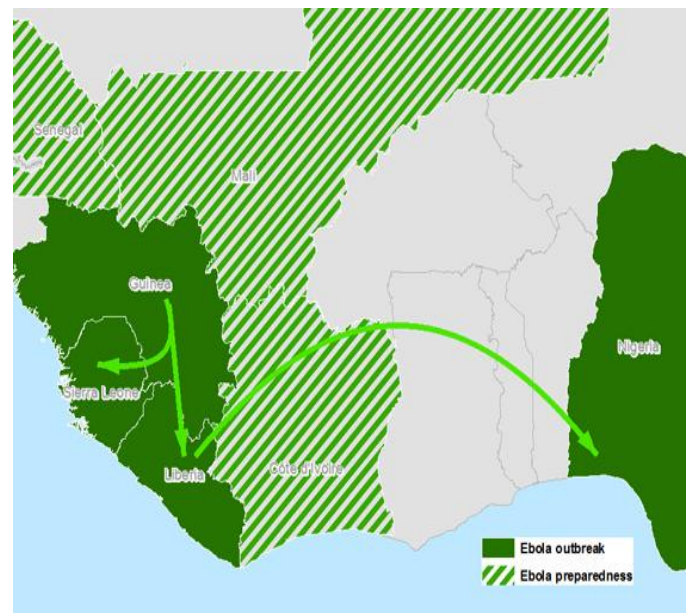 Senegal
Mali
Guinea
Sierra Leone
Liberia
Côte d'Ivoire
Nigeria
Ebola outbreak
Ebola preparedness